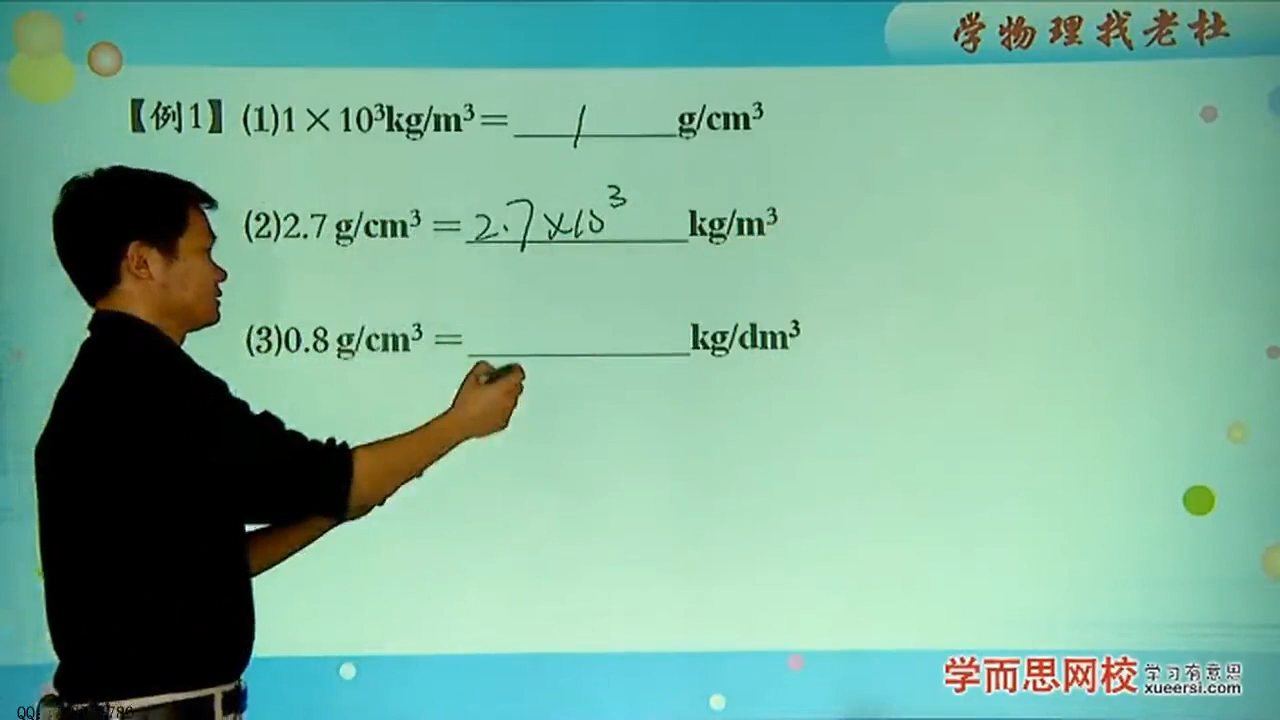 学物理找老杜
【例1】(1)1×10³kg/m³=___1___g/cm³
(2)2.7 g/cm³ =2.7×10³ kg/m³
(3)0.8 g/cm³ =________kg/dm³
学而思网校 学习有意思
xueersi.com